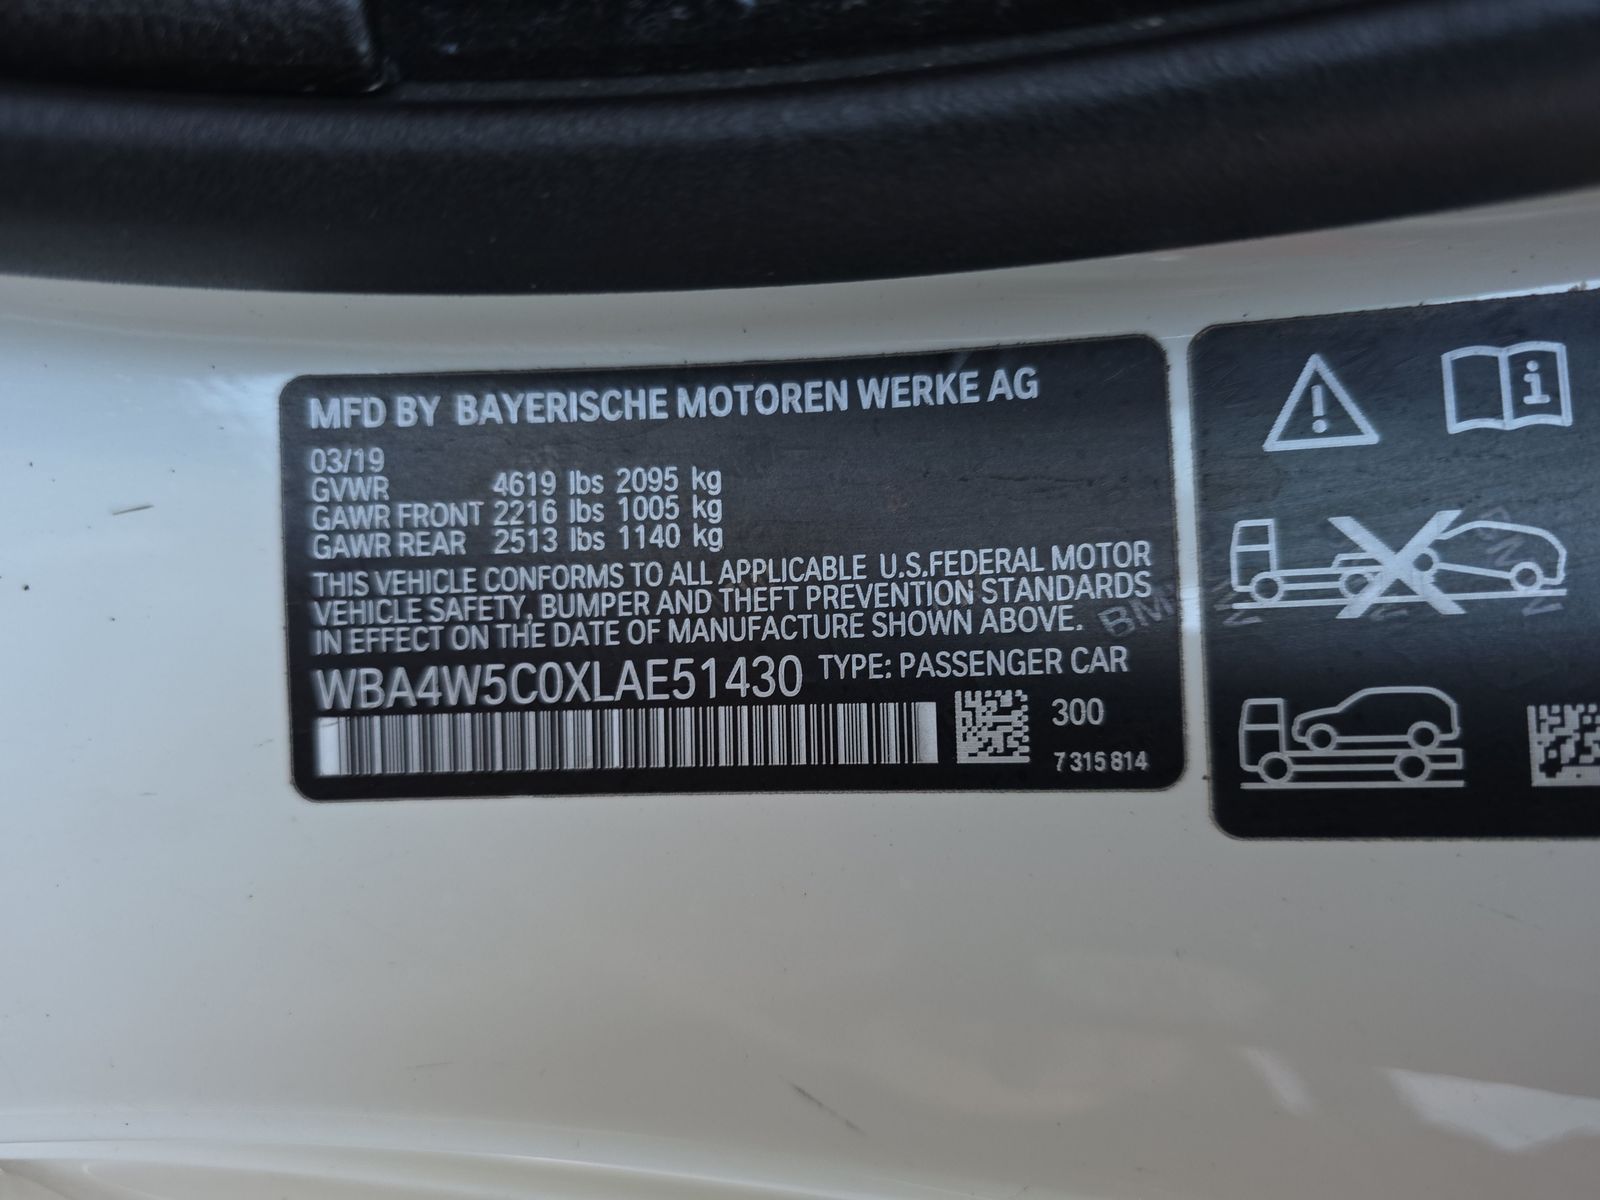 MFD BY BAYERISCHE MOTOREN WERKE AG
03/19
GVWR 4619 lbs 2095 kg
GAWR FRONT 2216 lbs 1005 kg
GAWR REAR 2513 lbs 1140 kg
THIS VEHICLE CONFORMS TO ALL APPLICABLE U.S.FEDERAL MOTOR
VEHICLE SAFETY, BUMPER AND THEFT PREVENTION STANDARDS
IN EFFECT ON THE DATE OF MANUFACTURE SHOWN ABOVE.
WBA4W5C0XLAE51430 TYPE: PASSENGER CAR
300
7 315 814